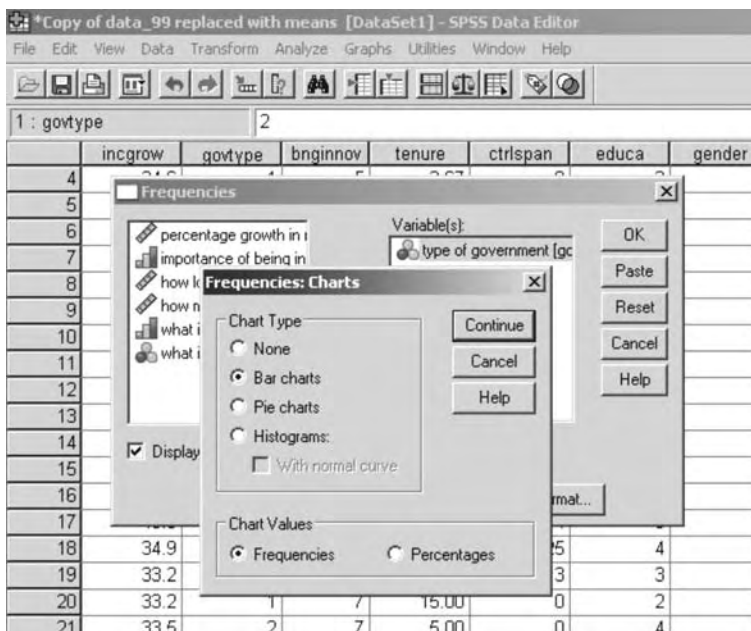 *Copy of data_99 replaced with means [DataSet1] - SPSS Data Editor
File Edit View Data Transform Analyze Graphs Utilities Window Help
1 : govtype 2
incgrow govtype bnginnov tenure ctrlspan educa gender
4
Frequencies
5
6
7
8
9
10
11
12
13
14
15
16
17
percentage growth in
importance of being in
how
how
what i
what i
Variable(s):
type of government [go
OK
Paste
Reset
Cancel
Help
Display
rmat...
Frequencies: Charts
Chart Type
None
Bar charts
Pie charts
Histograms:
With normal curve
Continue
Cancel
Help
Chart Values
Frequencies Percentages
18 34.9 25 4
19 33.2 3 3
20 33.2 1 7 15.00 0 2
21 33.5 2 7 5.00 0 4